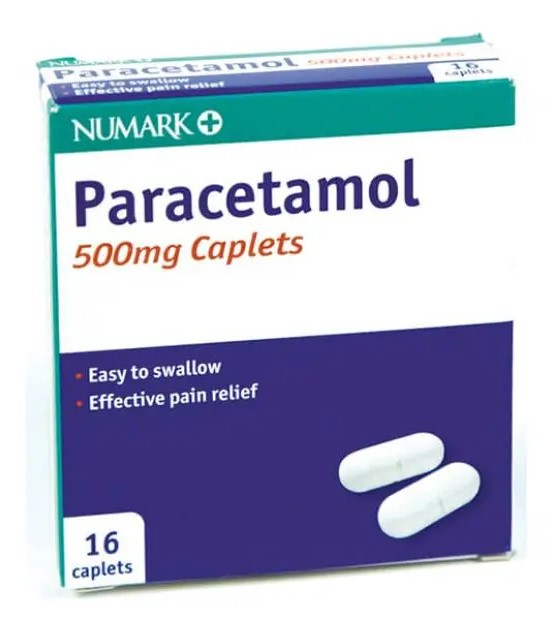 Paracetamol 500mg Caplets
Easy to swallow
Effective pain relief
16
caplets
NUMARK
Paracetamol
500mg Caplets
• Easy to swallow
• Effective pain relief
16
caplets